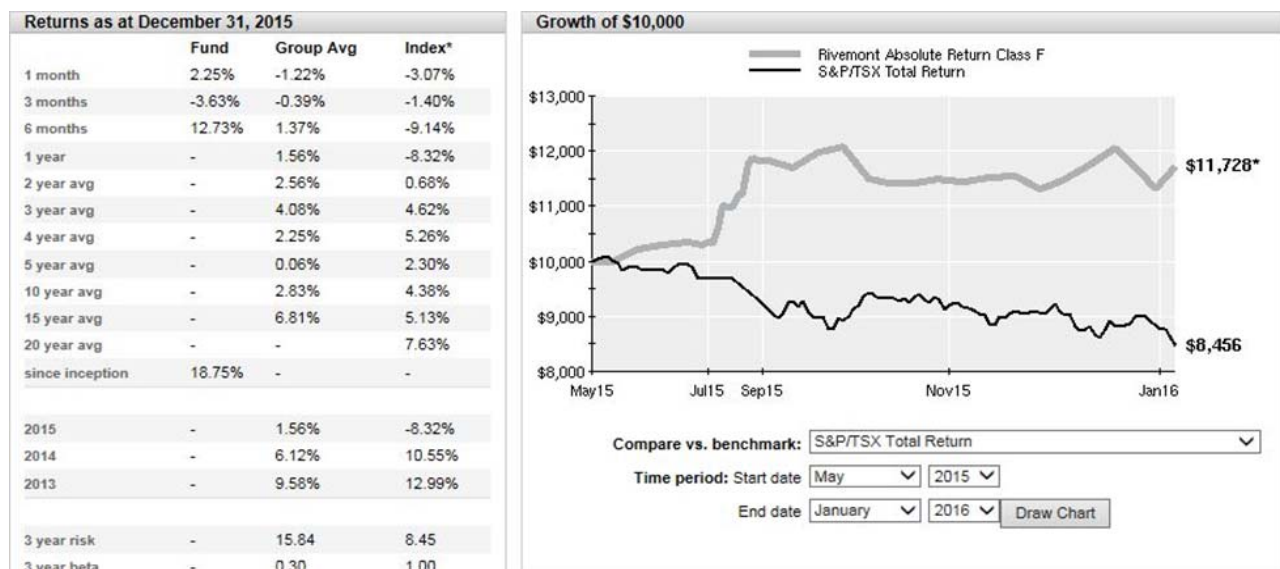 Returns as at December 31, 2015
Fund Group Avg Index*
1 month 2.25% -1.22% -3.07%
3 months -3.63% -0.39% -1.40%
6 months 12.73% 1.37% -9.14%
1 year - 1.56% -8.32%
2 year avg - 2.56% 0.68%
3 year avg - 4.08% 4.62%
4 year avg - 2.25% 5.26%
5 year avg - 0.06% 2.30%
10 year avg - 2.83% 4.38%
15 year avg - 6.81% 5.13%
20 year avg - - 7.63%
since inception 18.75% - -
2015 - 1.56% -8.32%
2014 - 6.12% 10.55%
2013 - 9.58% 12.99%
3 year risk - 15.84 8.45
3 year beta - 0.30 1.00
Growth of $10,000
Rivemont Absolute Return Class F
S&P/TSX Total Return
$13,000
$12,000
$11,728*
$11,000
$10,000
$9,000
$8,456
$8,000
May15 Jul15 Sep15 Nov15 Jan16
Compare vs. benchmark: S&P/TSX Total Return
Time period: Start date May 2015
End date January 2016 Draw Chart